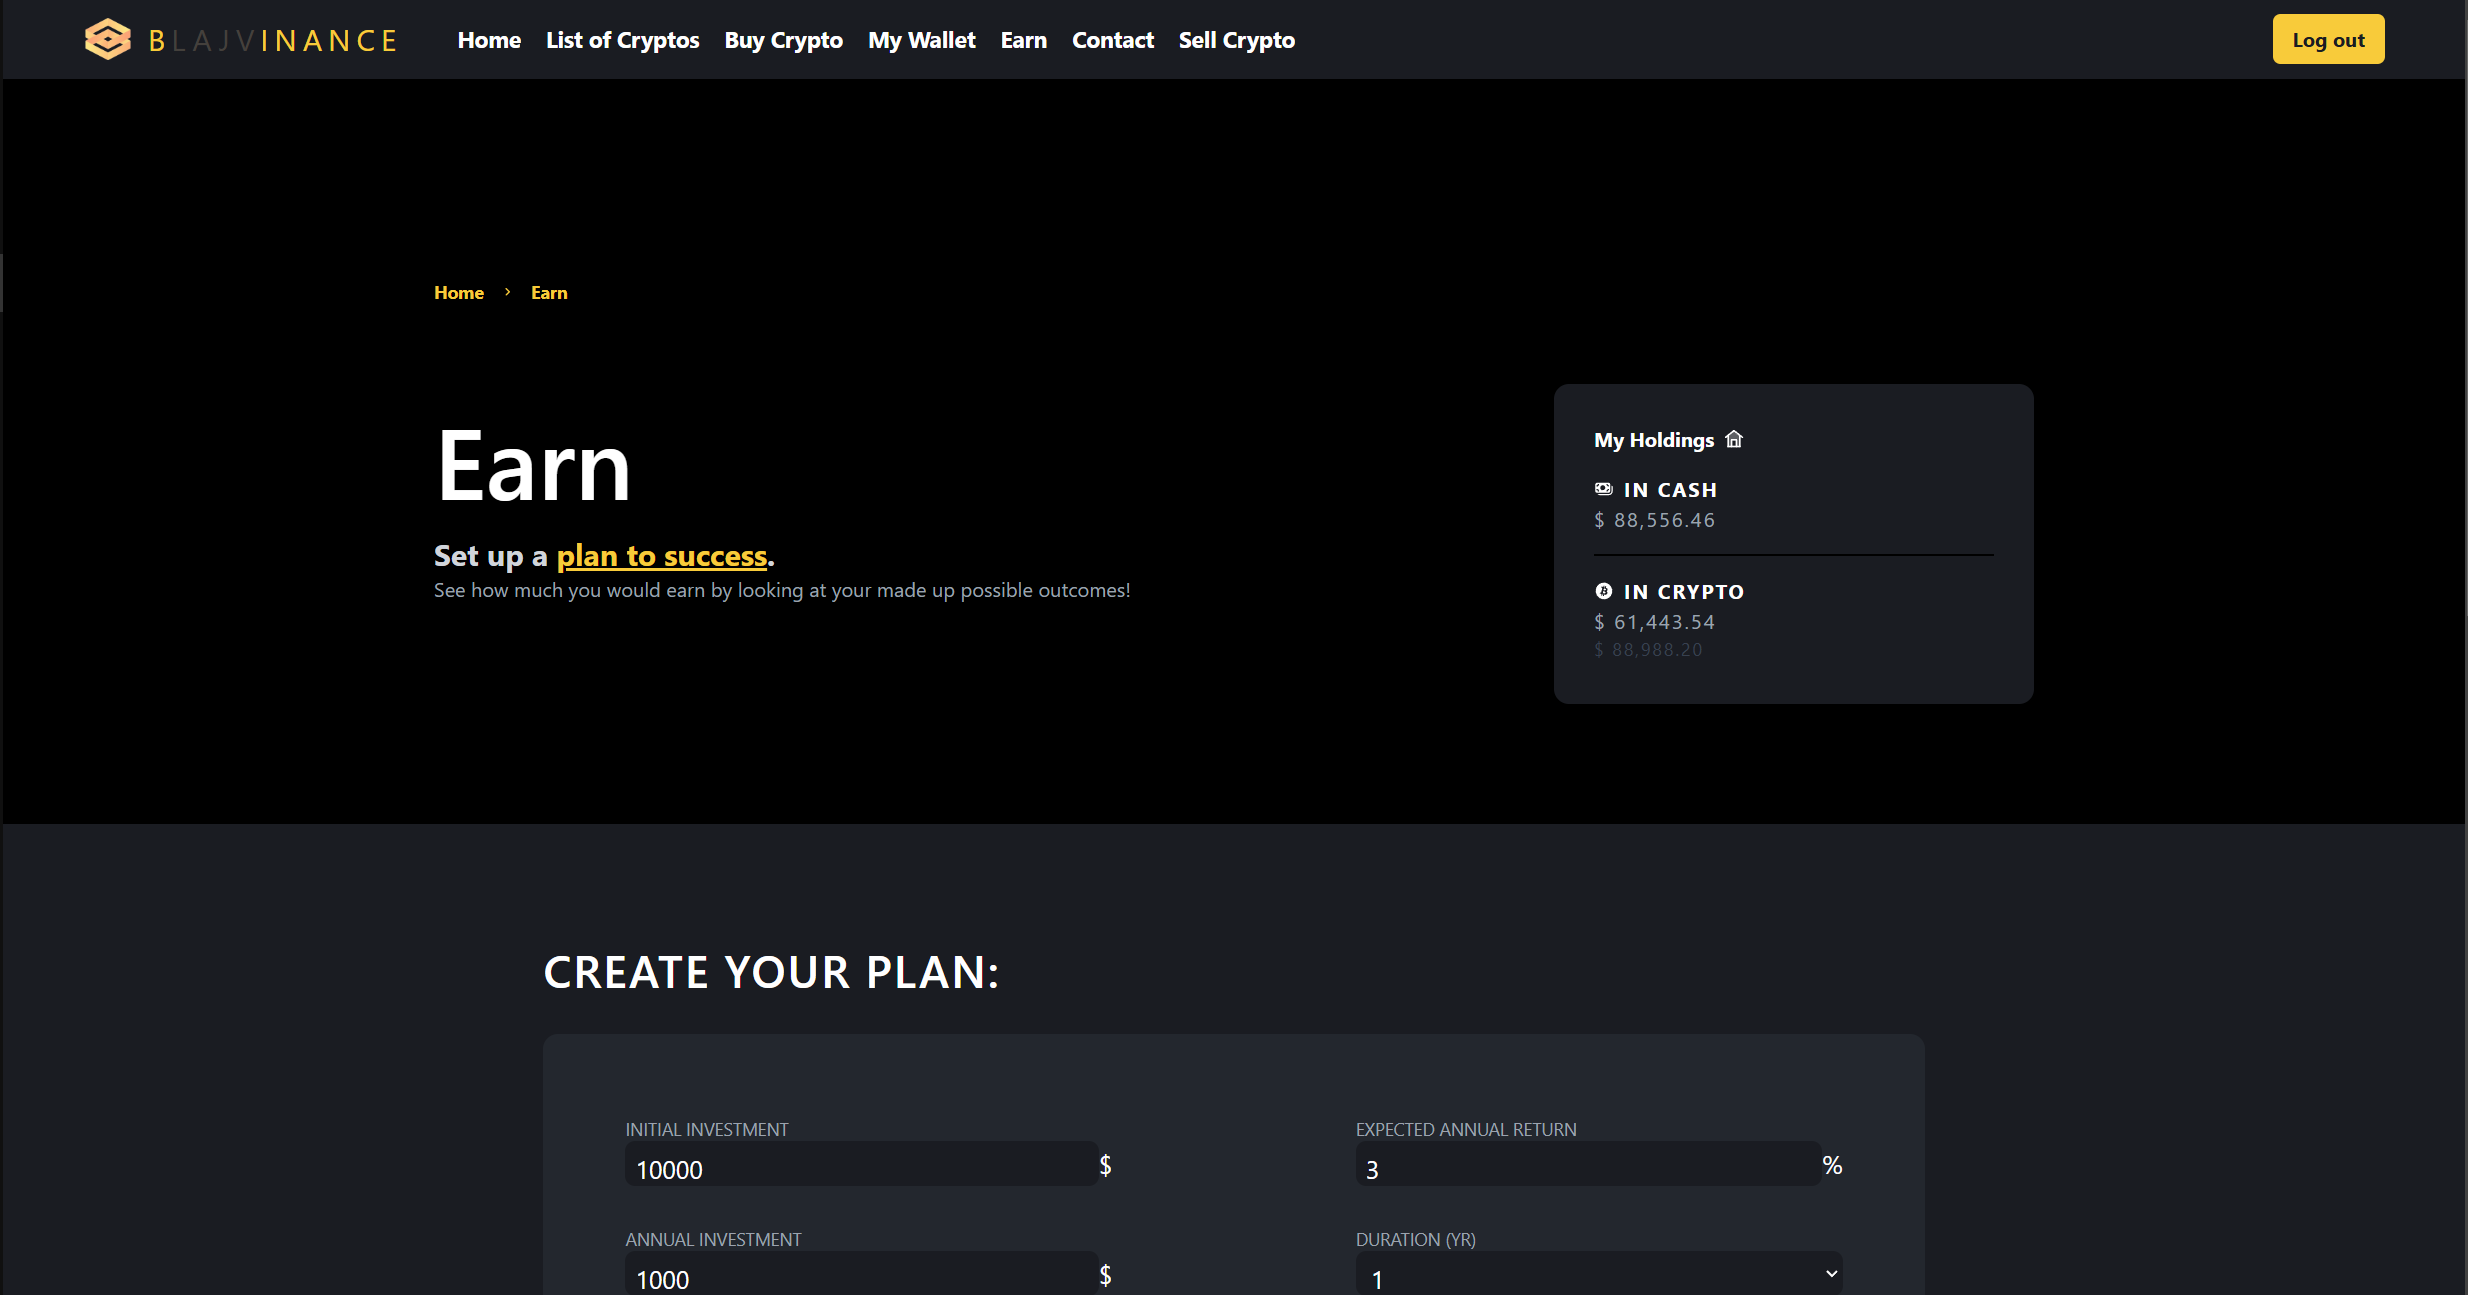 BLAJVINANCE Home List of Cryptos Buy Crypto My Wallet Earn Contact Sell Crypto Log out
Home > Earn
Earn
Set up a plan to success.
See how much you would earn by looking at your made up possible outcomes!
My Holdings
IN CASH
$ 88,556.46
IN CRYPTO
$ 61,443.54
$ 88,988.20
CREATE YOUR PLAN:
INITIAL INVESTMENT
10000 $
EXPECTED ANNUAL RETURN
3 %
ANNUAL INVESTMENT
1000 $
DURATION (YR)
1